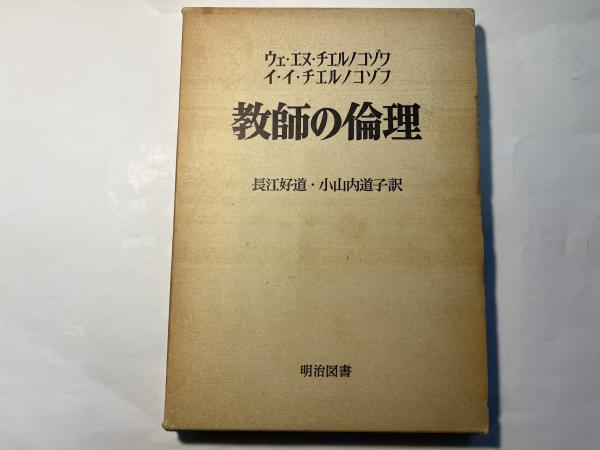 ウェ・エヌ・チエルノコゾワ
イ・イ・チエルノコゾフ
教師の倫理
長江好道・小山内道子訳
明治図書